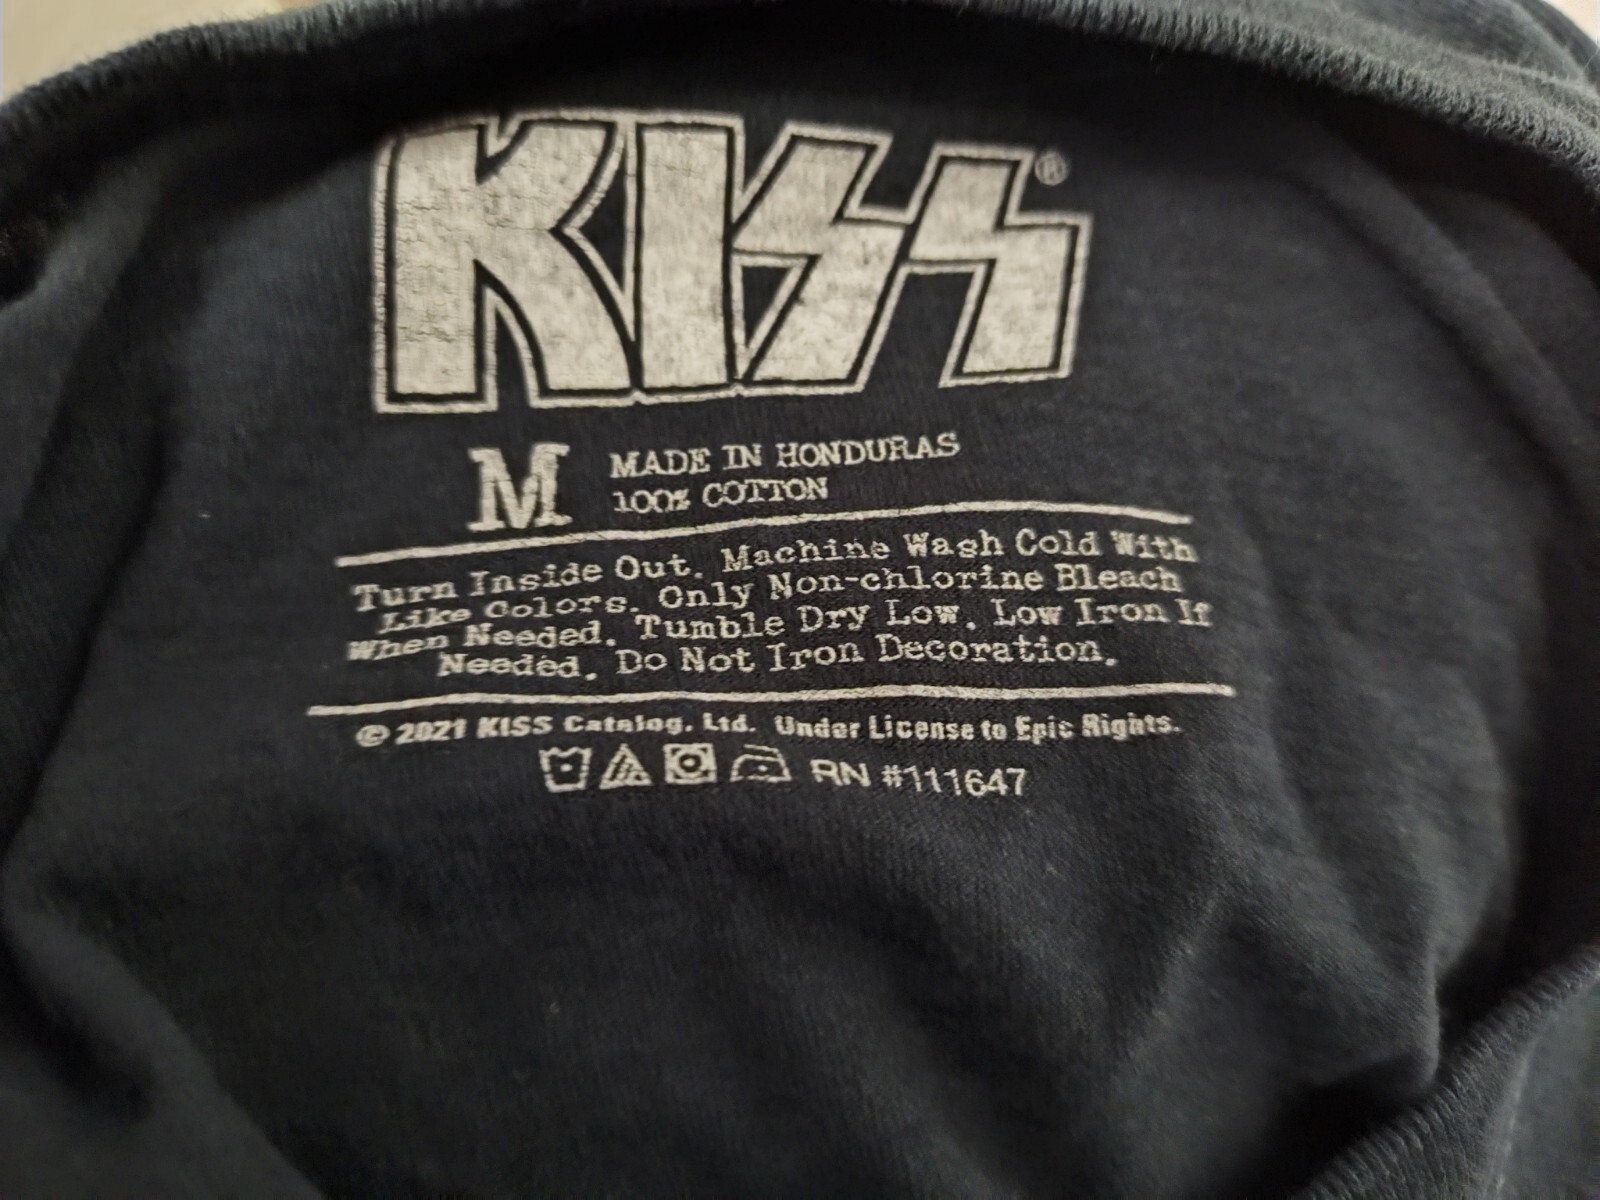 KISS®
M
MADE IN HONDURAS
100% COTTON
Turn Inside Out. Machine Wash Cold With
Like Colors. Only Non-chlorine Bleach
When Needed. Tumble Dry Low. Low Iron If
Needed. Do Not Iron Decoration.
© 2021 KISS Catalog, Ltd. Under License to Epic Rights.
RN #111647